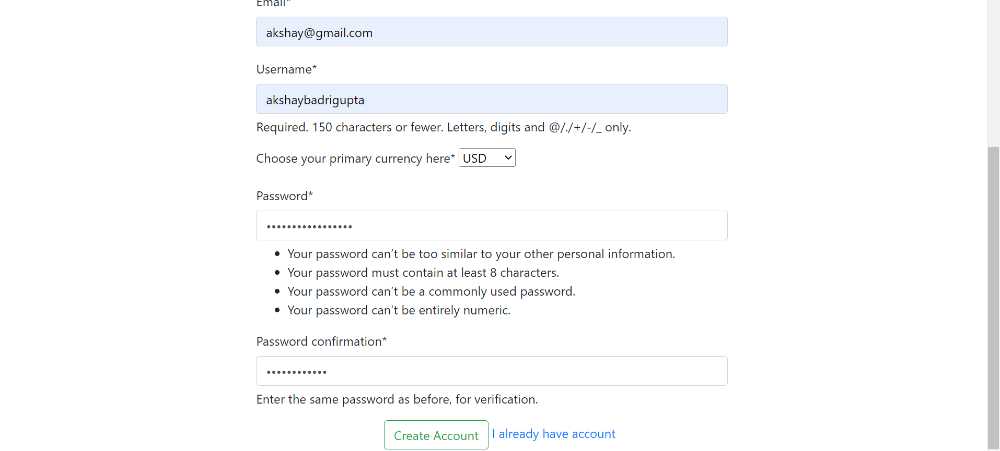 Email*
akshay@gmail.com
Username*
akshaybadrigupta
Required. 150 characters or fewer. Letters, digits and @/./+/-/_ only.
Choose your primary currency here* USD
Password*
•••••••••••••••••
• Your password can’t be too similar to your other personal information.
• Your password must contain at least 8 characters.
• Your password can’t be a commonly used password.
• Your password can’t be entirely numeric.
Password confirmation*
••••••••••••
Enter the same password as before, for verification.
Create Account I already have account